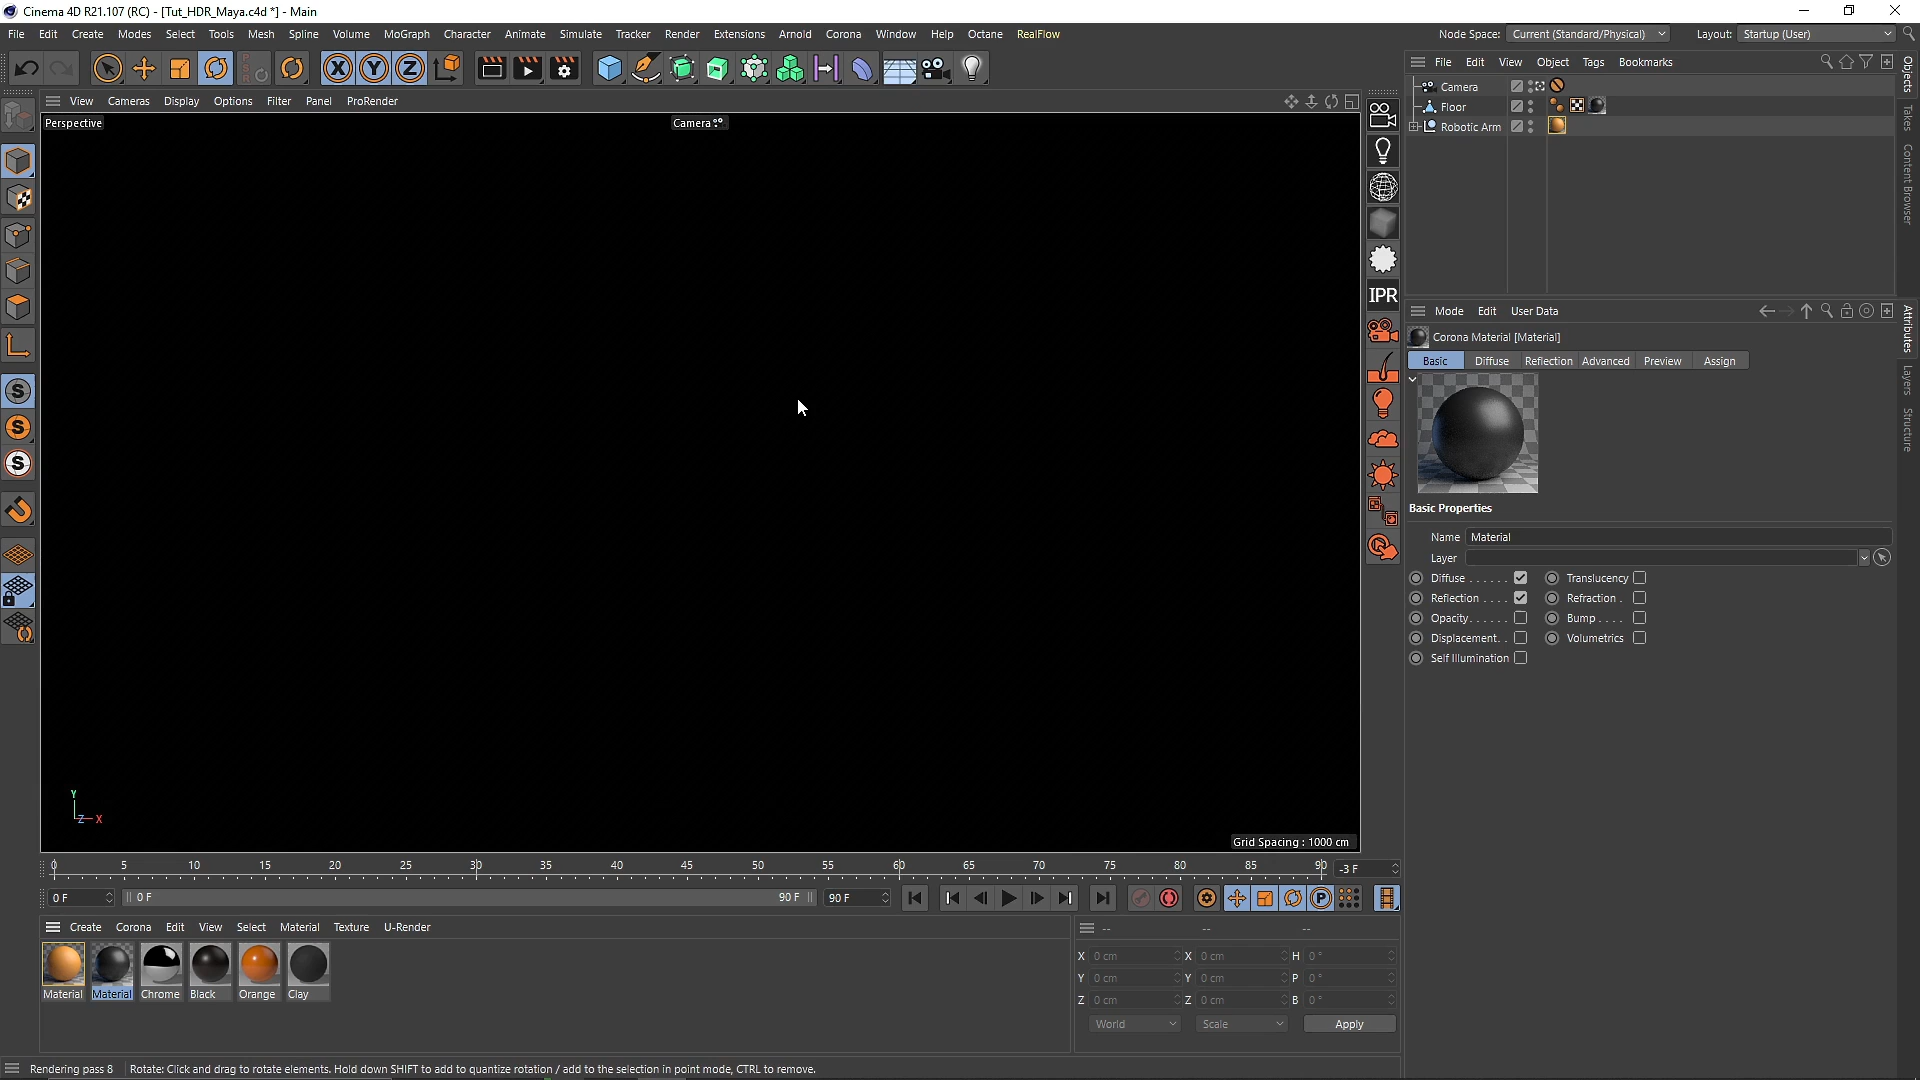 Cinema 4D R21.107 (RC) - [Tut_HDR_Maya.c4d *] - Main
File Edit Create Modes Select Tools Mesh Spline Volume MoGraph Character Animate Simulate Tracker Render Extensions Arnold Corona Window Help Octane RealFlow Node Space: Current (Standard/Physical) Layout: Startup (User)
PSR X Y Z
File Edit View Object Tags Bookmarks
View Cameras Display Options Filter Panel ProRender
Perspective Camera
Camera
Floor
Robotic Arm
Objects
Takes
Content Browser
IPR
Mode Edit User Data
Corona Material [Material]
Basic Diffuse Reflection Advanced Preview Assign
Attributes
Layers
Structure
Basic Properties
Name Material
Layer
Diffuse . . . . . . Translucency
Reflection . . . . Refraction .
Opacity. . . . . . Bump . . . .
Displacement. . Volumetrics
Self Illumination
S
S
S
Y
Z X
Grid Spacing : 1000 cm
0 5 10 15 20 25 30 35 40 45 50 55 60 65 70 75 80 85 90 -3 F
0 F 0 F 90 F 90 F P
Create Corona Edit View Select Material Texture U-Render
-- -- --
Material Material Chrome Black Orange Clay
X 0 cm X 0 cm H 0 °
Y 0 cm Y 0 cm P 0 °
Z 0 cm Z 0 cm B 0 °
World Scale Apply
Rendering pass 8 Rotate: Click and drag to rotate elements. Hold down SHIFT to add to quantize rotation / add to the selection in point mode, CTRL to remove.